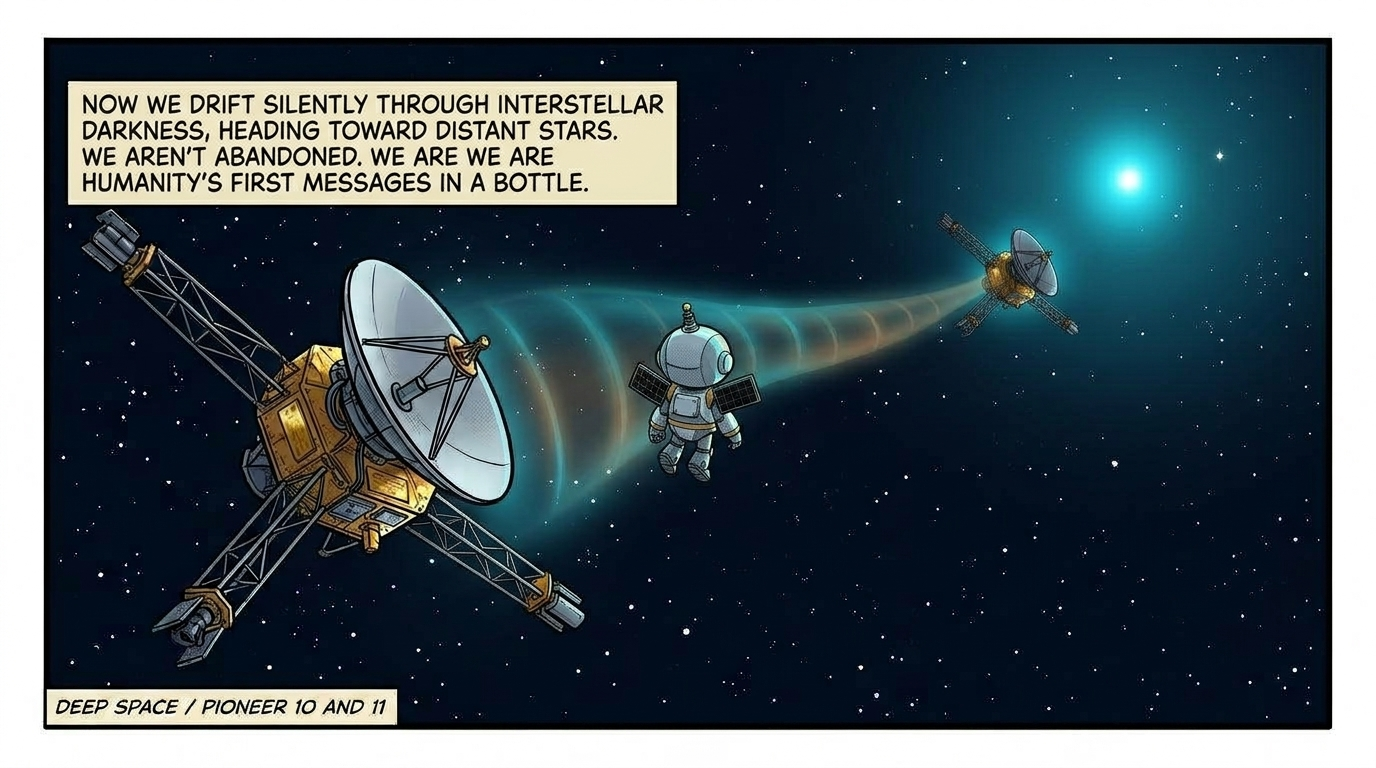 NOW WE DRIFT SILENTLY THROUGH INTERSTELLAR
DARKNESS, HEADING TOWARD DISTANT STARS.
WE AREN'T ABANDONED. WE ARE WE ARE
HUMANITY'S FIRST MESSAGES IN A BOTTLE.
DEEP SPACE / PIONEER 10 AND 11